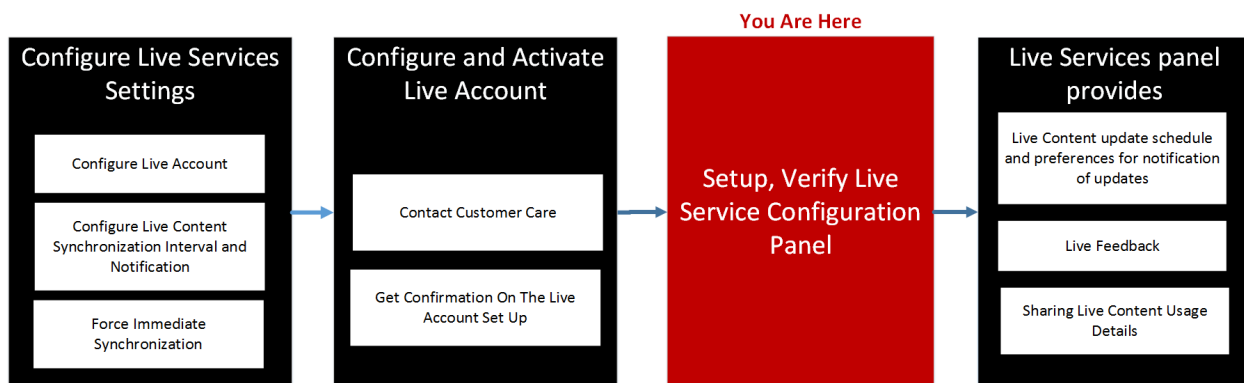 You Are Here
Configure Live Services
Settings
Configure Live Account
Configure Live Content
Synchronization Interval and
Notification
Force Immediate
Synchronization
Configure and Activate
Live Account
Contact Customer Care
Get Confirmation On The Live
Account Set Up
Setup, Verify Live
Service Configuration
Panel
Live Services panel
provides
Live Content update schedule
and preferences for notification
of updates
Live Feedback
Sharing Live Content Usage
Details